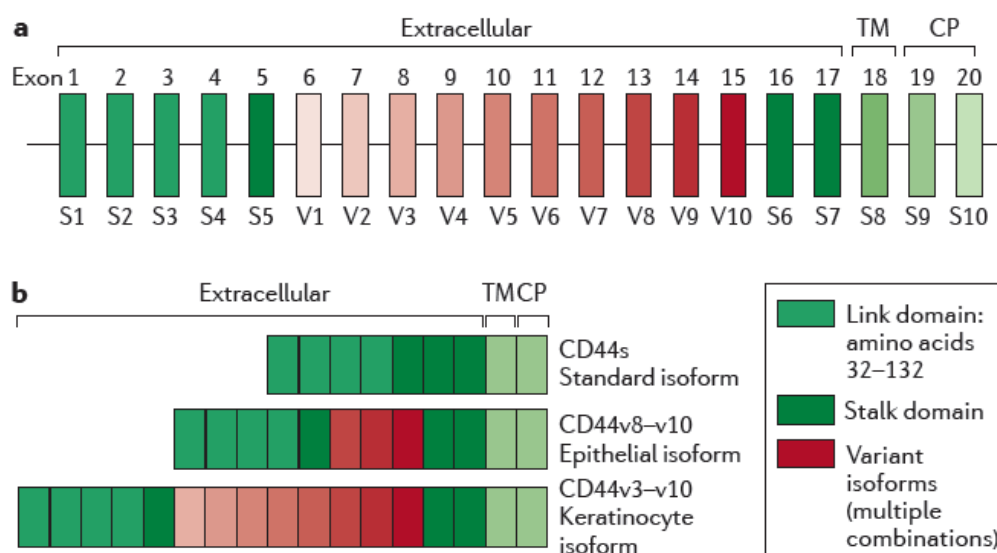 a
Extracellular TM CP
Exon 1 2 3 4 5 6 7 8 9 10 11 12 13 14 15 16 17 18 19 20
S1 S2 S3 S4 S5 V1 V2 V3 V4 V5 V6 V7 V8 V9 V10 S6 S7 S8 S9 S10
b
Extracellular TM CP
CD44s
Standard isoform
CD44v8–v10
Epithelial isoform
CD44v3–v10
Keratinocyte
isoform
Link domain:
amino acids
32–132
Stalk domain
Variant
isoforms
(multiple
combinations)